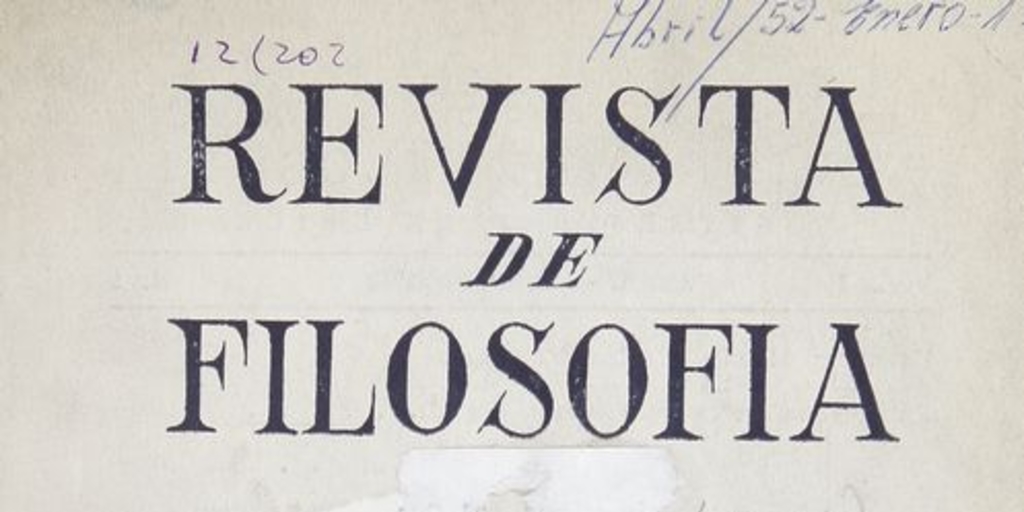 Abril/52- Enero-1
12(202
REVISTA
DE
FILOSOFIA